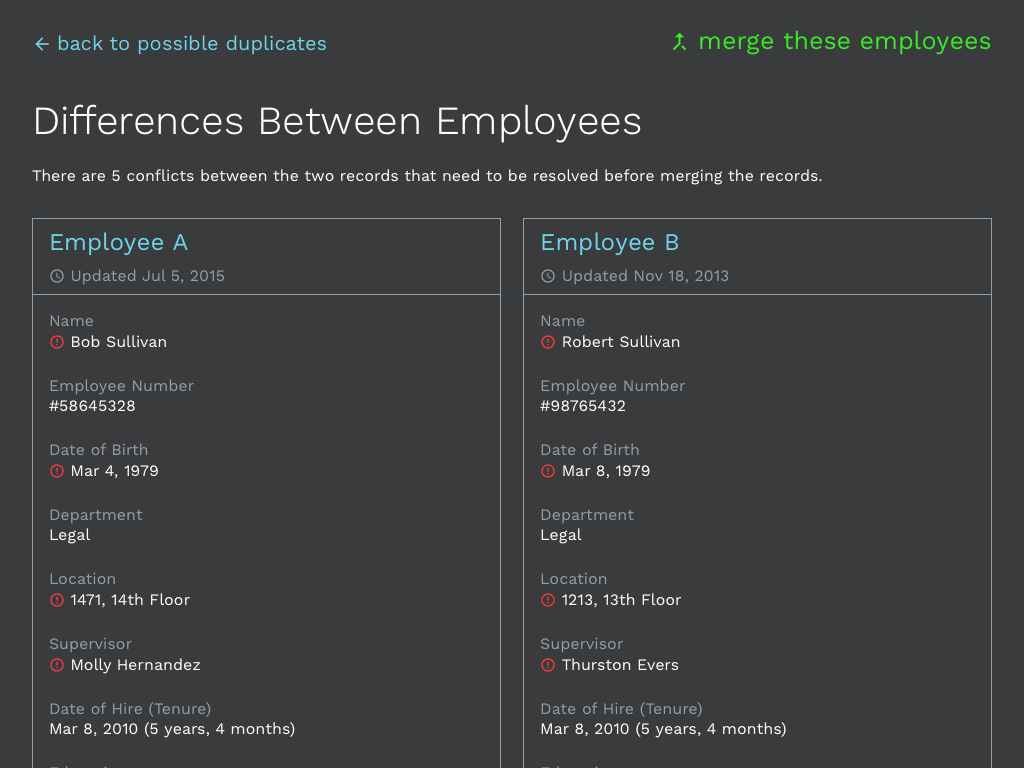 back to possible duplicates
merge these employees
Differences Between Employees
There are 5 conflicts between the two records that need to be resolved before merging the records.
Employee A
Updated Jul 5, 2015
Name
Bob Sullivan
Employee Number
#58645328
Date of Birth
Mar 4, 1979
Department
Legal
Location
1471, 14th Floor
Supervisor
Molly Hernandez
Date of Hire (Tenure)
Mar 8, 2010 (5 years, 4 months)
Employee B
Updated Nov 18, 2013
Name
Robert Sullivan
Employee Number
#98765432
Date of Birth
Mar 8, 1979
Department
Legal
Location
1213, 13th Floor
Supervisor
Thurston Evers
Date of Hire (Tenure)
Mar 8, 2010 (5 years, 4 months)